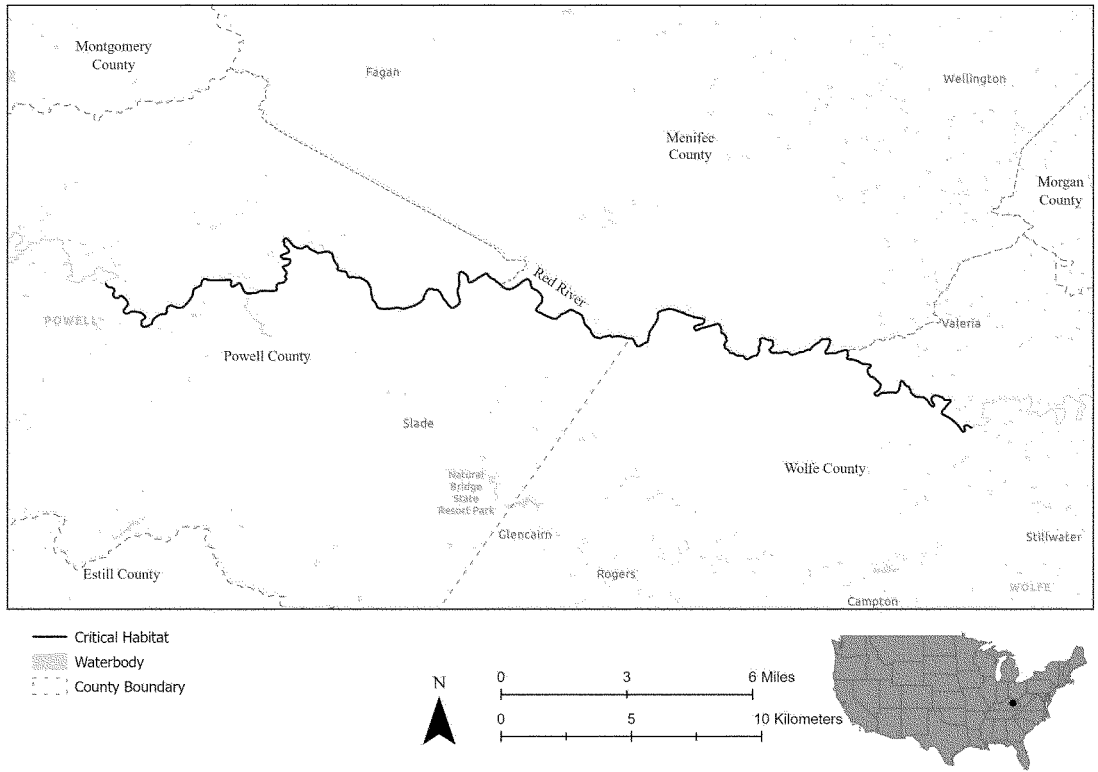 Montgomery
County
Fagan
Wellington
Menifee
County
Morgan
County
Red River
POWELL
Valeria
Powell County
Slade
Wolfe County
Natural
Bridge
State
Resort Park
Glencairn
Stillwater
Estill County
Rogers
WOLFE
Campton
Critical Habitat
Waterbody
County Boundary
N
0 3 6 Miles
0 5 10 Kilometers